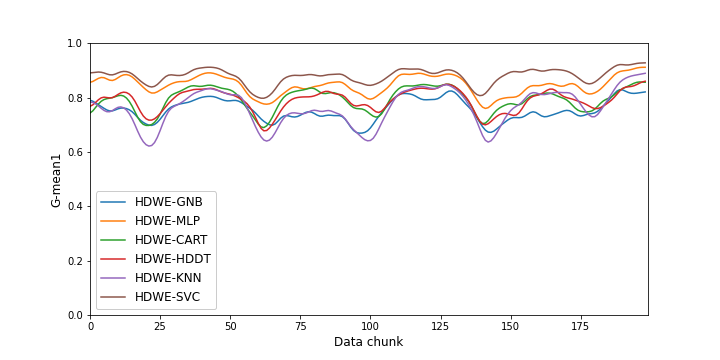 1.0
0.8
0.6
0.4
0.2
0.0
G-mean1
HDWE-GNB
HDWE-MLP
HDWE-CART
HDWE-HDDT
HDWE-KNN
HDWE-SVC
0 25 50 75 100 125 150 175
Data chunk